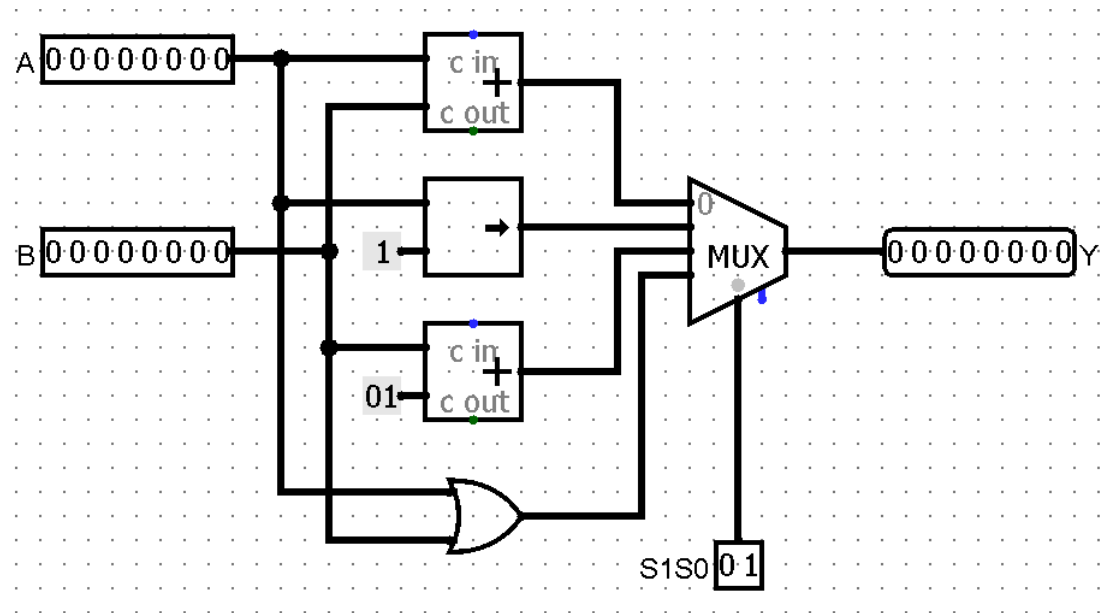 A 00000000
c in
+
c out
0
1
→
MUX
B 00000000
00000000 Y
c in
+
01
c out
S1S0 01